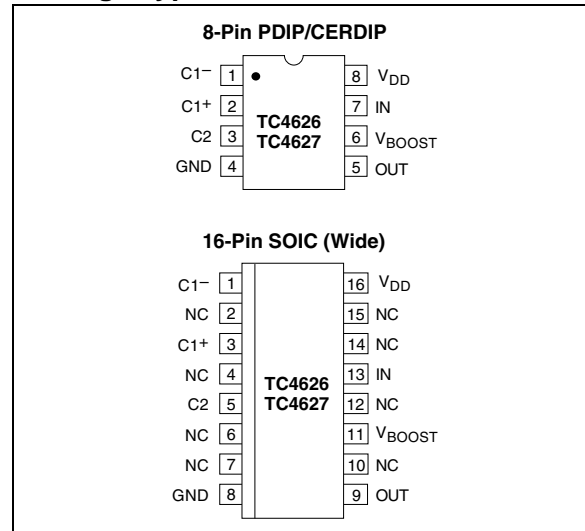 8-Pin PDIP/CERDIP
C1– 1 8 VDD
C1+ 2 7 IN
C2 3 6 VBOOST
GND 4 5 OUT
TC4626
TC4627
16-Pin SOIC (Wide)
C1– 1 16 VDD
NC 2 15 NC
C1+ 3 14 NC
NC 4 13 IN
C2 5 12 NC
NC 6 11 VBOOST
NC 7 10 NC
GND 8 9 OUT
TC4626
TC4627